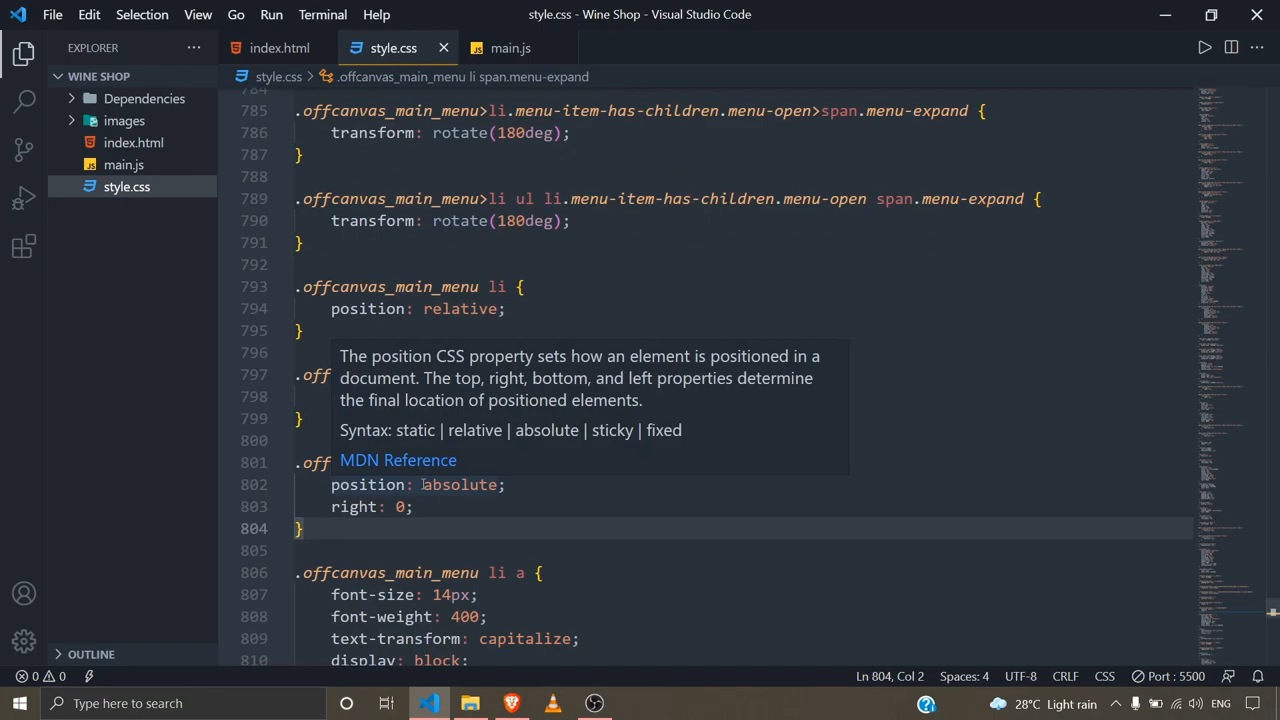 File Edit Selection View Go Run Terminal Help
style.css - Wine Shop - Visual Studio Code
EXPLORER
index.html style.css main.js
WINE SHOP
Dependencies
images
index.html
main.js
style.css
OUTLINE
style.css > .offcanvas_main_menu li span.menu-expand
784
785 .offcanvas_main_menu>li.menu-item-has-children.menu-open>span.menu-expand {
786 transform: rotate(180deg);
787 }
788
789 .offcanvas_main_menu>li ul li.menu-item-has-children.menu-open span.menu-expand {
790 transform: rotate(180deg);
791 }
792
793 .offcanvas_main_menu li {
794 position: relative;
795 }
796
797 .off
798
799 }
800
801 .off
The position CSS property sets how an element is positioned in a
document. The top, right, bottom, and left properties determine
the final location of positioned elements.
Syntax: static | relative | absolute | sticky | fixed
MDN Reference
802 position: absolute;
803 right: 0;
804 }
805
806 .offcanvas_main_menu li a {
807 font-size: 14px;
808 font-weight: 400;
809 text-transform: capitalize;
810 display: block;
0 0 Ln 804, Col 2 Spaces: 4 UTF-8 CRLF CSS Port : 5500
Type here to search 28°C Light rain ENG